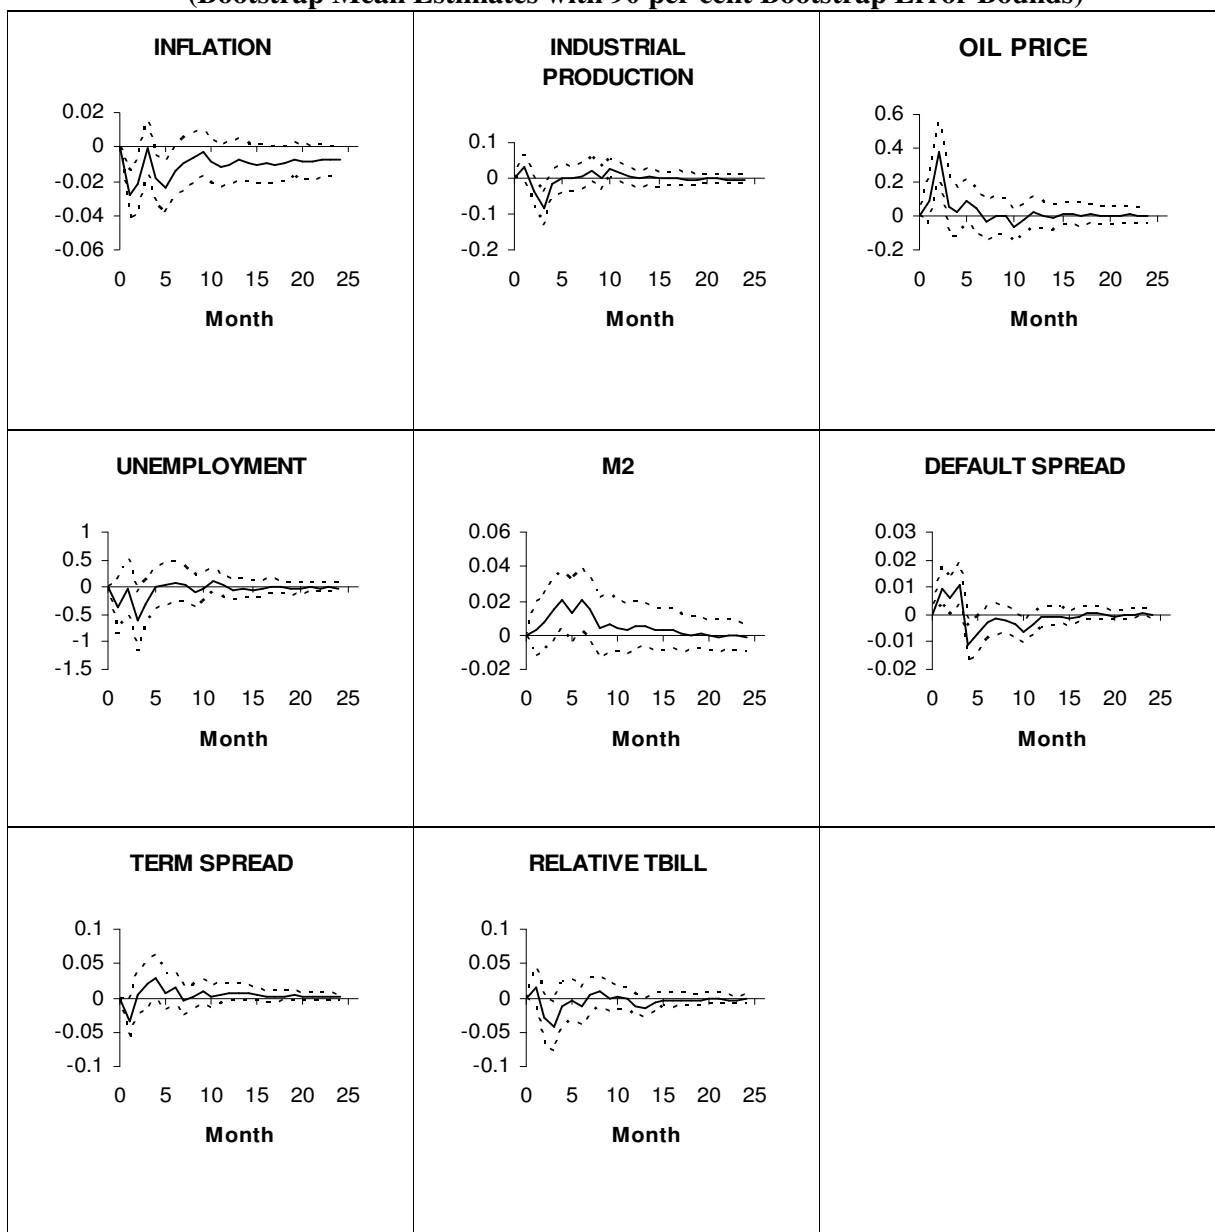 (Bootstrap Mean Estimates with 90 per cent Bootstrap Error Bounds)
INFLATION
0.02
0
-0.02
-0.04
-0.06
0 5 10 15 20 25
Month
INDUSTRIAL
PRODUCTION
0.1
0
-0.1
-0.2
0 5 10 15 20 25
Month
OIL PRICE
0.6
0.4
0.2
0
-0.2
0 5 10 15 20 25
Month
UNEMPLOYMENT
1
0.5
0
-0.5
-1
-1.5
0 5 10 15 20 25
Month
M2
0.06
0.04
0.02
0
-0.02
0 5 10 15 20 25
Month
DEFAULT SPREAD
0.03
0.02
0.01
0
-0.01
-0.02
0 5 10 15 20 25
Month
TERM SPREAD
0.1
0.05
0
-0.05
-0.1
0 5 10 15 20 25
Month
RELATIVE TBILL
0.1
0.05
0
-0.05
-0.1
0 5 10 15 20 25
Month